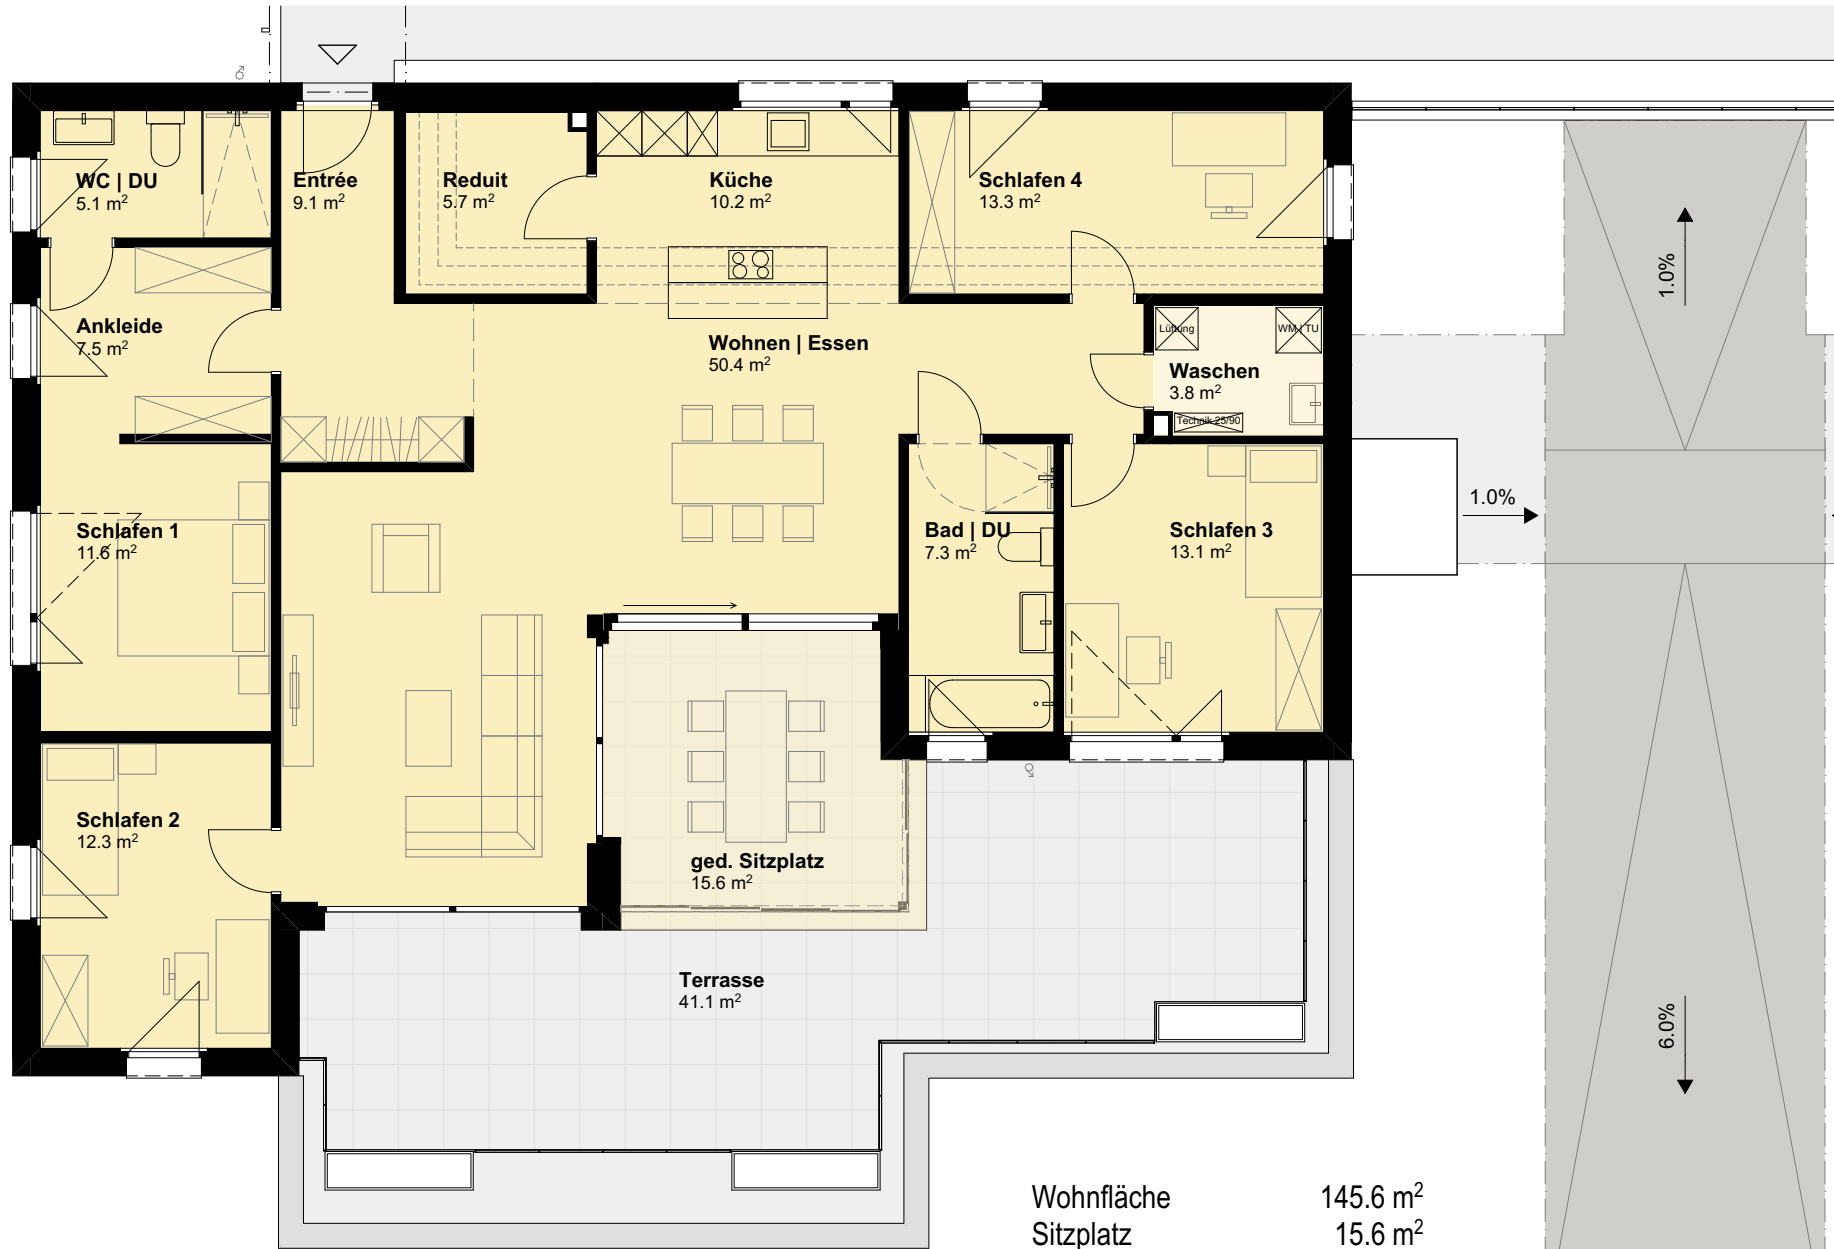 WC | DU
5.1 m²
Entrée
9.1 m²
Reduit
5.7 m²
Küche
10.2 m²
Schlafen 4
13.3 m²
1.0%
Ankleide
7.5 m²
Wohnen | Essen
50.4 m²
Lüftung
WM / TU
Waschen
3.8 m²
Technik 25/90
Schlafen 1
11.6 m²
Bad | DU
7.3 m²
Schlafen 3
13.1 m²
1.0%
Schlafen 2
12.3 m²
ged. Sitzplatz
15.6 m²
Terrasse
41.1 m²
6.0%
Wohnfläche 145.6 m²
Sitzplatz 15.6 m²